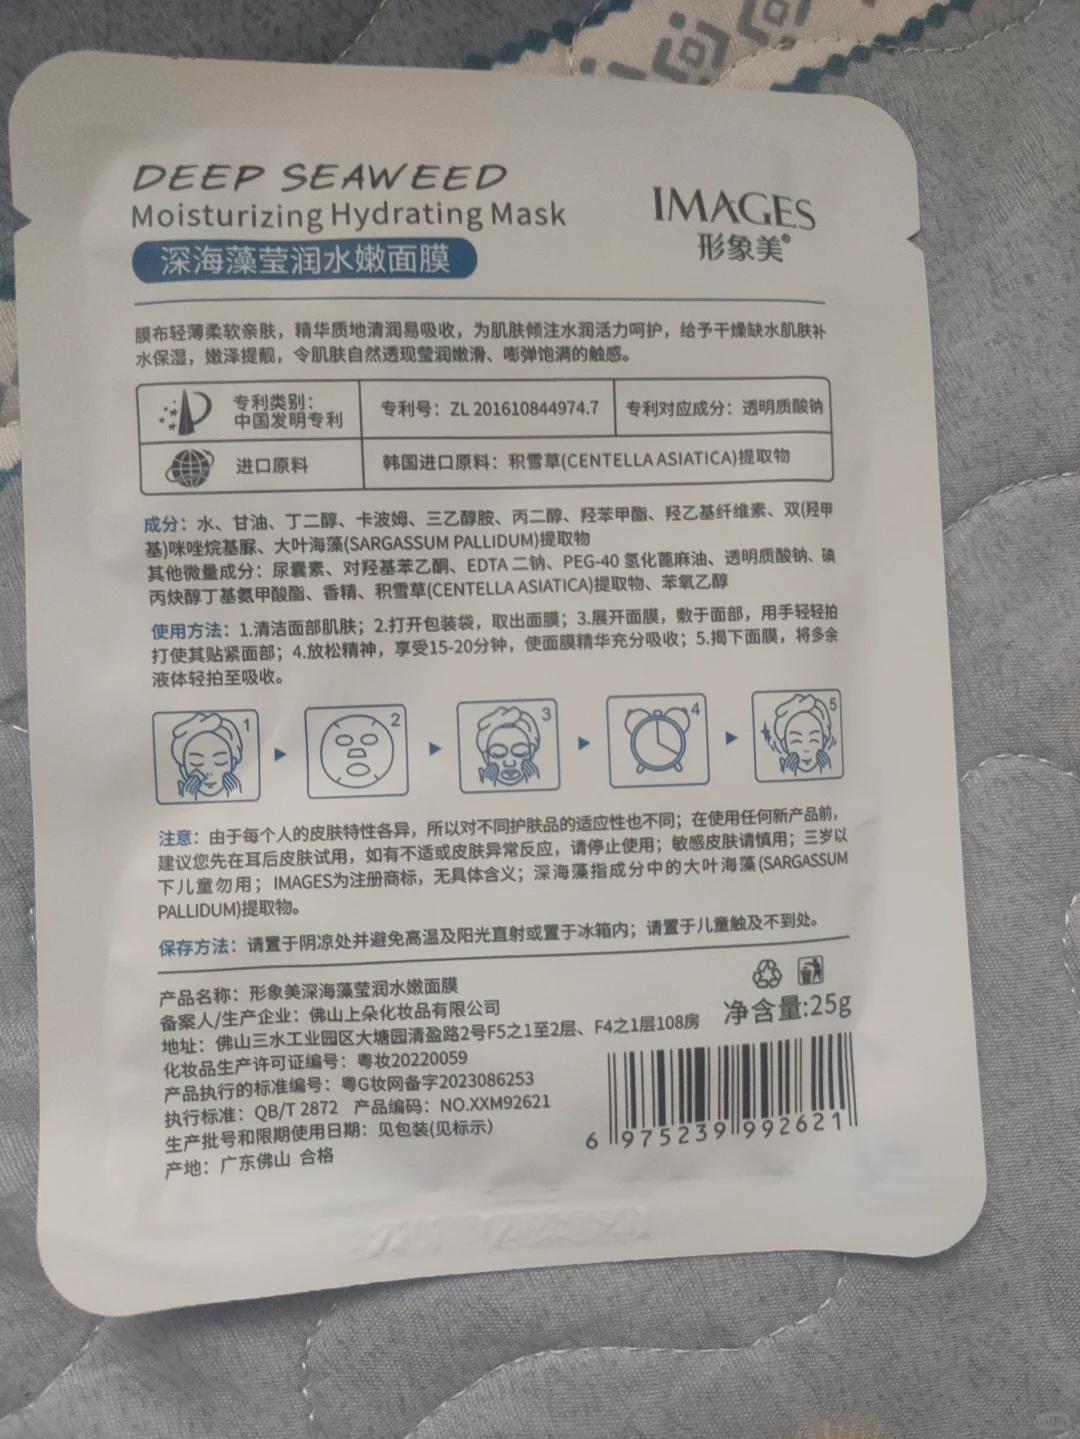 DEEP SEAWEED
Moisturizing Hydrating Mask
深海藻莹润水嫩面膜
IMAGES
形象美®
膜布轻薄柔软亲肤，精华质地清润易吸收，为肌肤倾注水润活力呵护，给予干燥缺水肌肤补
水保湿，嫩泽提靓，令肌肤自然透现莹润嫩滑、嘭弹饱满的触感。
专利类别：
中国发明专利
专利号：ZL 201610844974.7
专利对应成分：透明质酸钠
进口原料
韩国进口原料：积雪草(CENTELLA ASIATICA)提取物
成分：水、甘油、丁二醇、卡波姆、三乙醇胺、丙二醇、羟苯甲酯、羟乙基纤维素、双(羟甲
基)咪唑烷基脲、大叶海藻(SARGASSUM PALLIDUM)提取物
其他微量成分：尿囊素、对羟基苯乙酮、EDTA 二钠、PEG-40 氢化蓖麻油、透明质酸钠、碘
丙炔醇丁基氨甲酸酯、香精、积雪草(CENTELLA ASIATICA)提取物、苯氧乙醇
使用方法：1.清洁面部肌肤；2.打开包装袋，取出面膜；3.展开面膜，敷于面部，用手轻轻拍
打使其贴紧面部；4.放松精神，享受15-20分钟，使面膜精华充分吸收；5.揭下面膜，将多余
液体轻拍至吸收。
1
2
3
4
5
注意：由于每个人的皮肤特性各异，所以对不同护肤品的适应性也不同；在使用任何新产品前，
建议您先在耳后皮肤试用，如有不适或皮肤异常反应，请停止使用；敏感皮肤请慎用；三岁以
下儿童勿用；IMAGES为注册商标，无具体含义；深海藻指成分中的大叶海藻(SARGASSUM
PALLIDUM)提取物。
保存方法：请置于阴凉处并避免高温及阳光直射或置于冰箱内；请置于儿童触及不到处。
产品名称：形象美深海藻莹润水嫩面膜
备案人/生产企业：佛山上朵化妆品有限公司
地址：佛山三水工业园区大塘园清盈路2号F5之1至2层、F4之1层108房
化妆品生产许可证编号：粤妆20220059
产品执行的标准编号：粤G妆网备字2023086253
执行标准：QB/T 2872 产品编码：NO.XXM92621
生产批号和限期使用日期：见包装(见标示)
产地：广东佛山 合格
净含量:25g
6 975239 992621